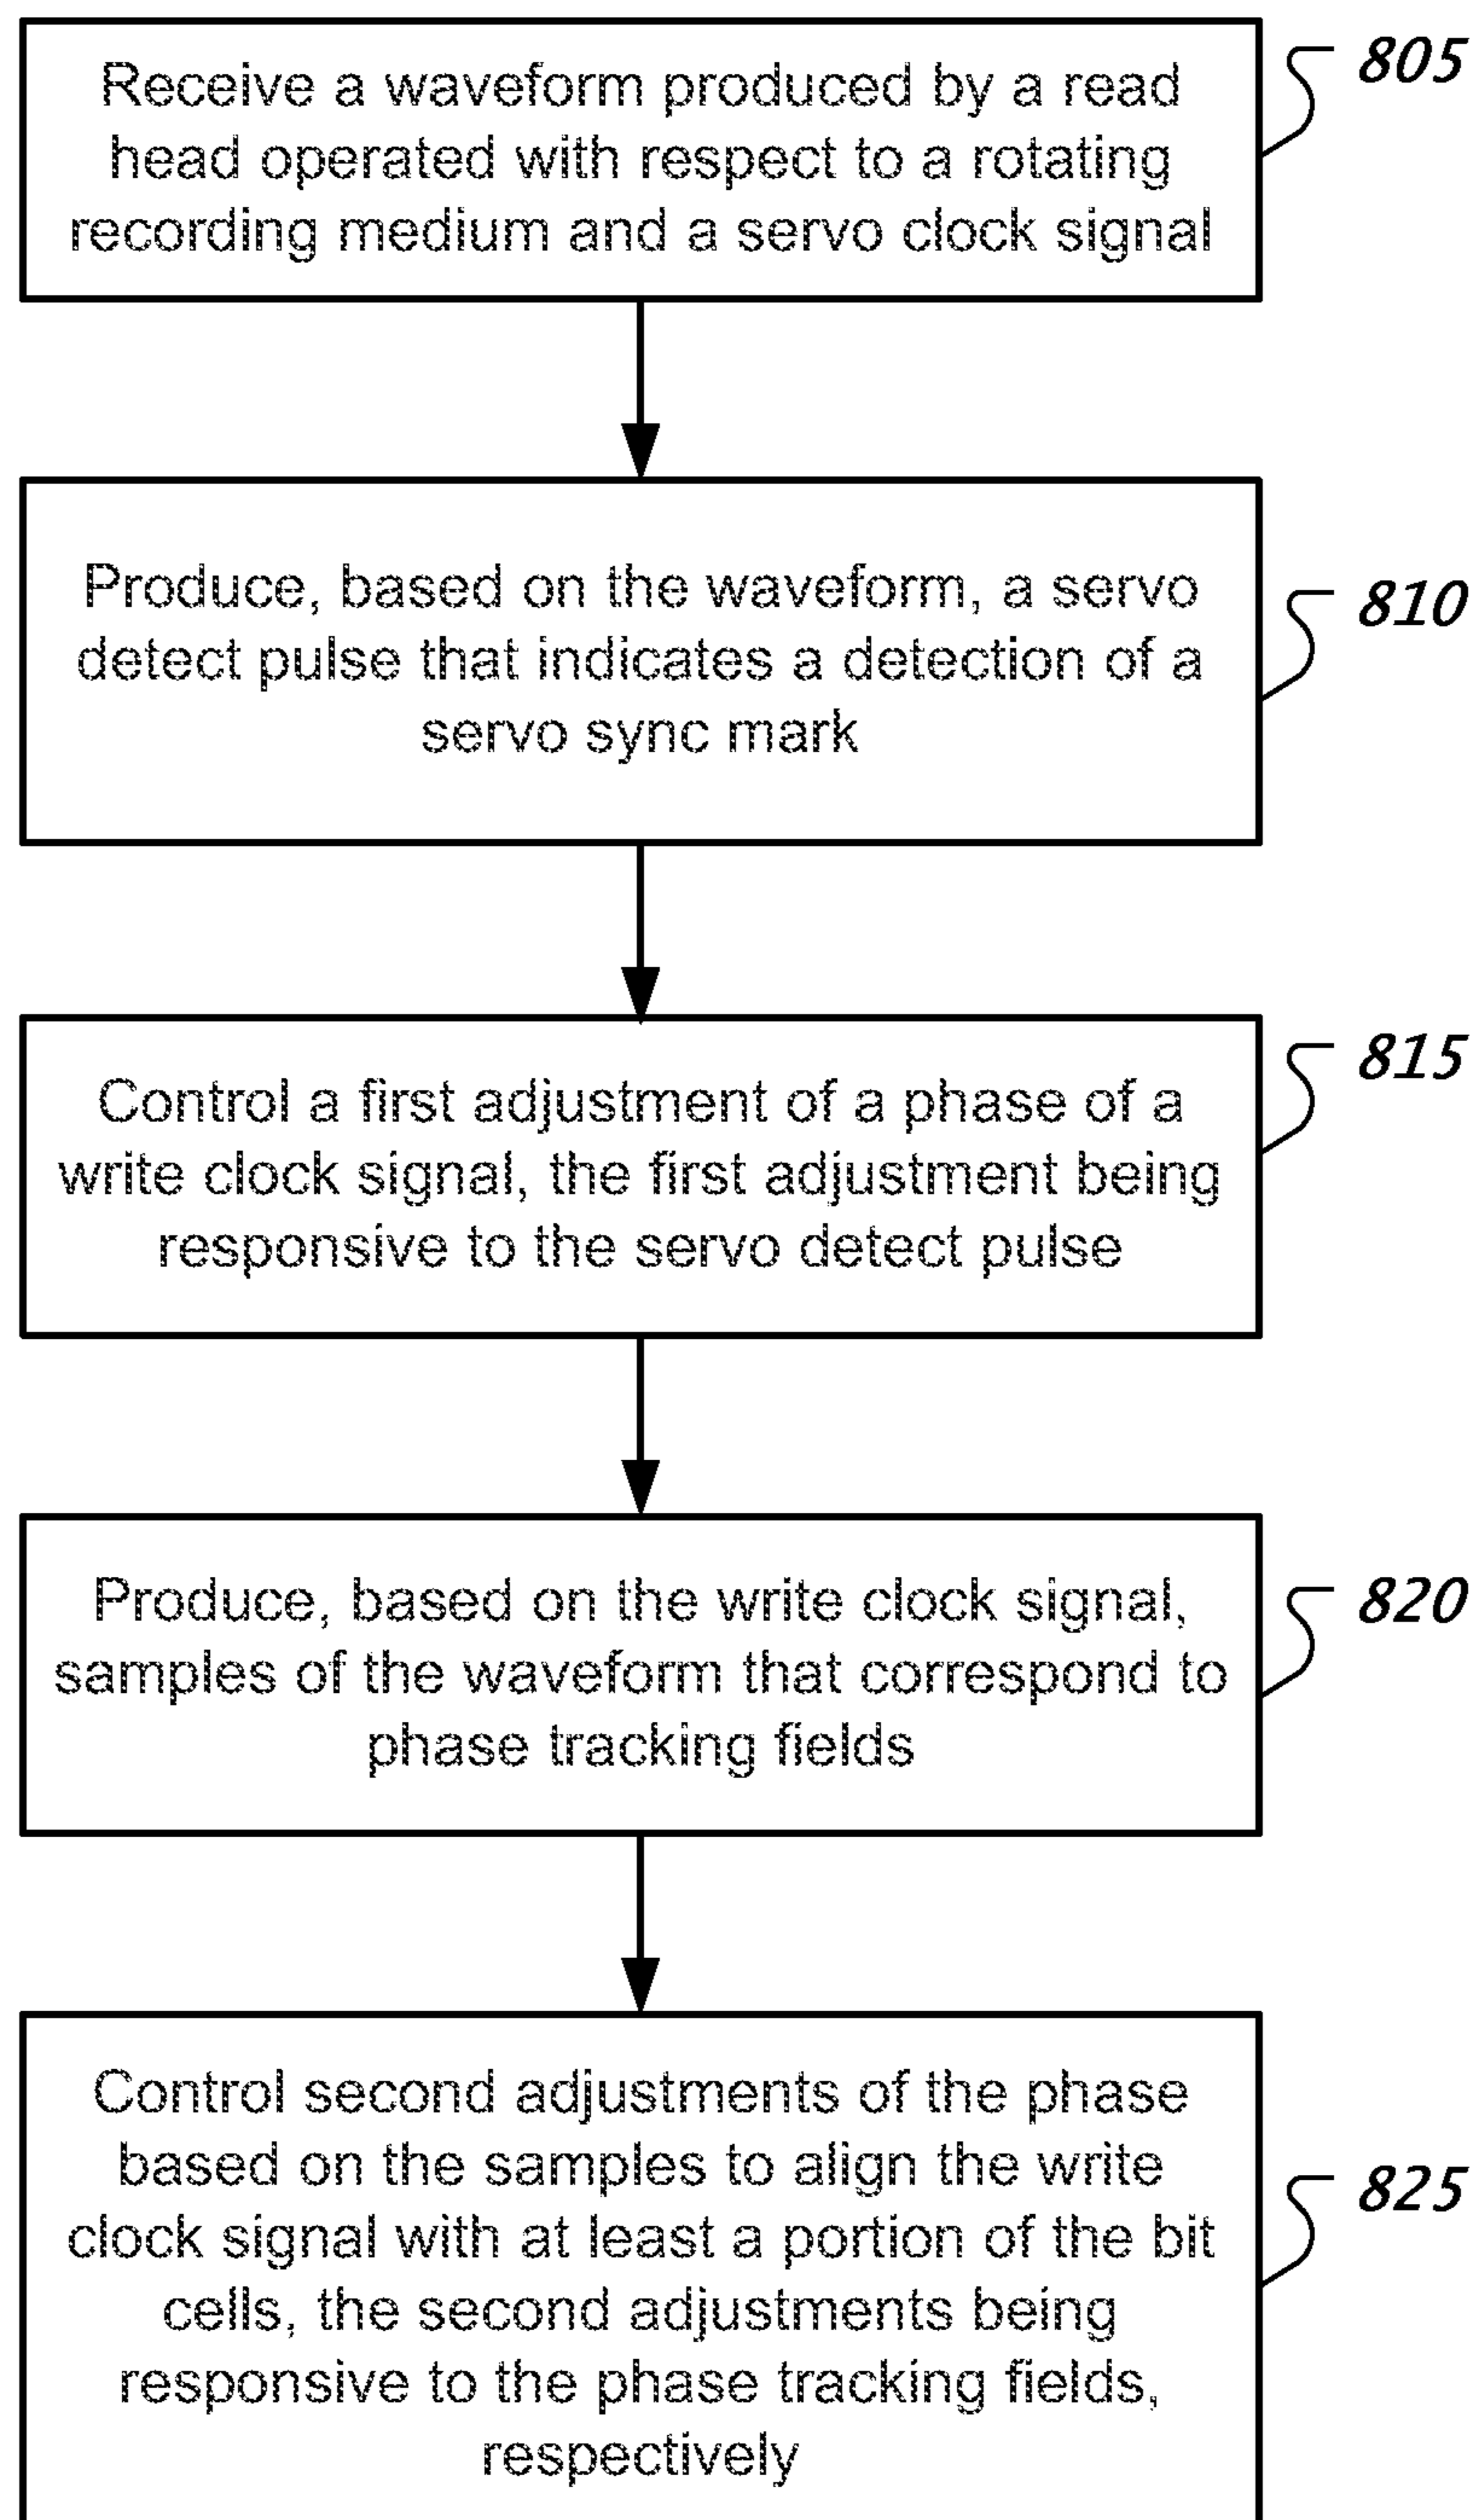 Receive a waveform produced by a read
head operated with respect to a rotating
recording medium and a servo clock signal
805
Produce, based on the waveform, a servo
detect pulse that indicates a detection of a
servo sync mark
810
Control a first adjustment of a phase of a
write clock signal, the first adjustment being
responsive to the servo detect pulse
815
Produce, based on the write clock signal,
samples of the waveform that correspond to
phase tracking fields
820
Control second adjustments of the phase
based on the samples to align the write
clock signal with at least a portion of the bit
cells, the second adjustments being
responsive to the phase tracking fields,
respectively
825